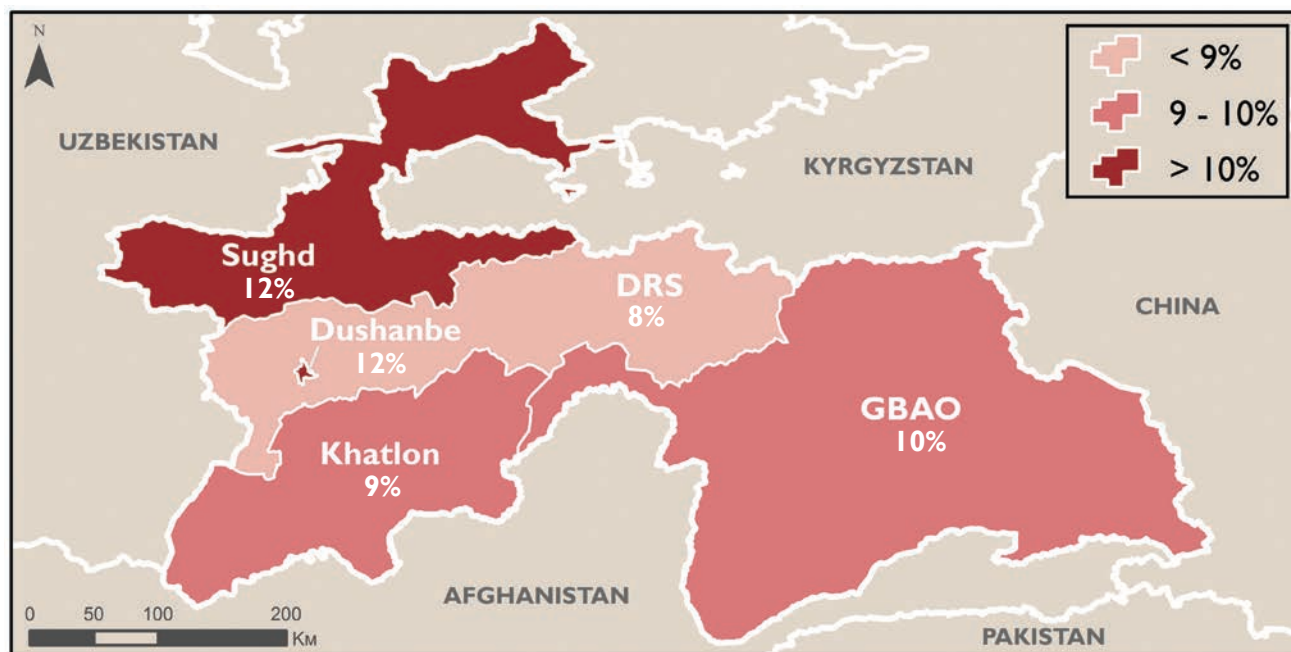 N
< 9%
9 - 10%
> 10%
UZBEKISTAN
KYRGYZSTAN
Sughd
12%
DRS
8%
CHINA
Dushanbe
12%
GBAO
10%
Khatlon
9%
AFGHANISTAN
PAKISTAN
0 50 100 200
Км